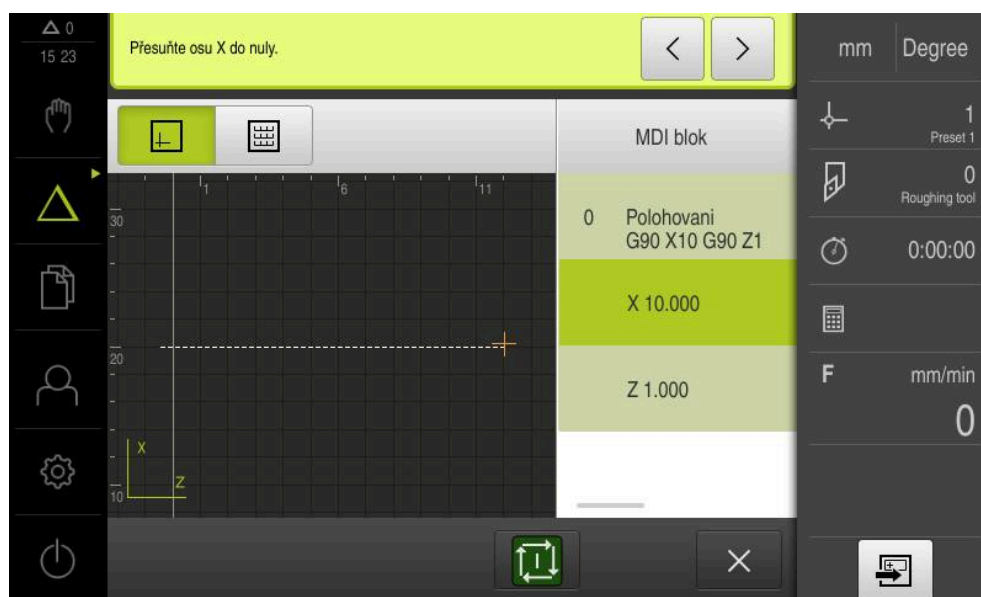 0
15 23
Přesuňte osu X do nuly.
mm Degree
1
Preset 1
0
Roughing tool
0:00:00
F mm/min
0
MDI blok
0 Polohovani
G90 X10 G90 Z1
X 10.000
Z 1.000
1 6 11
30
20
10
X
Z